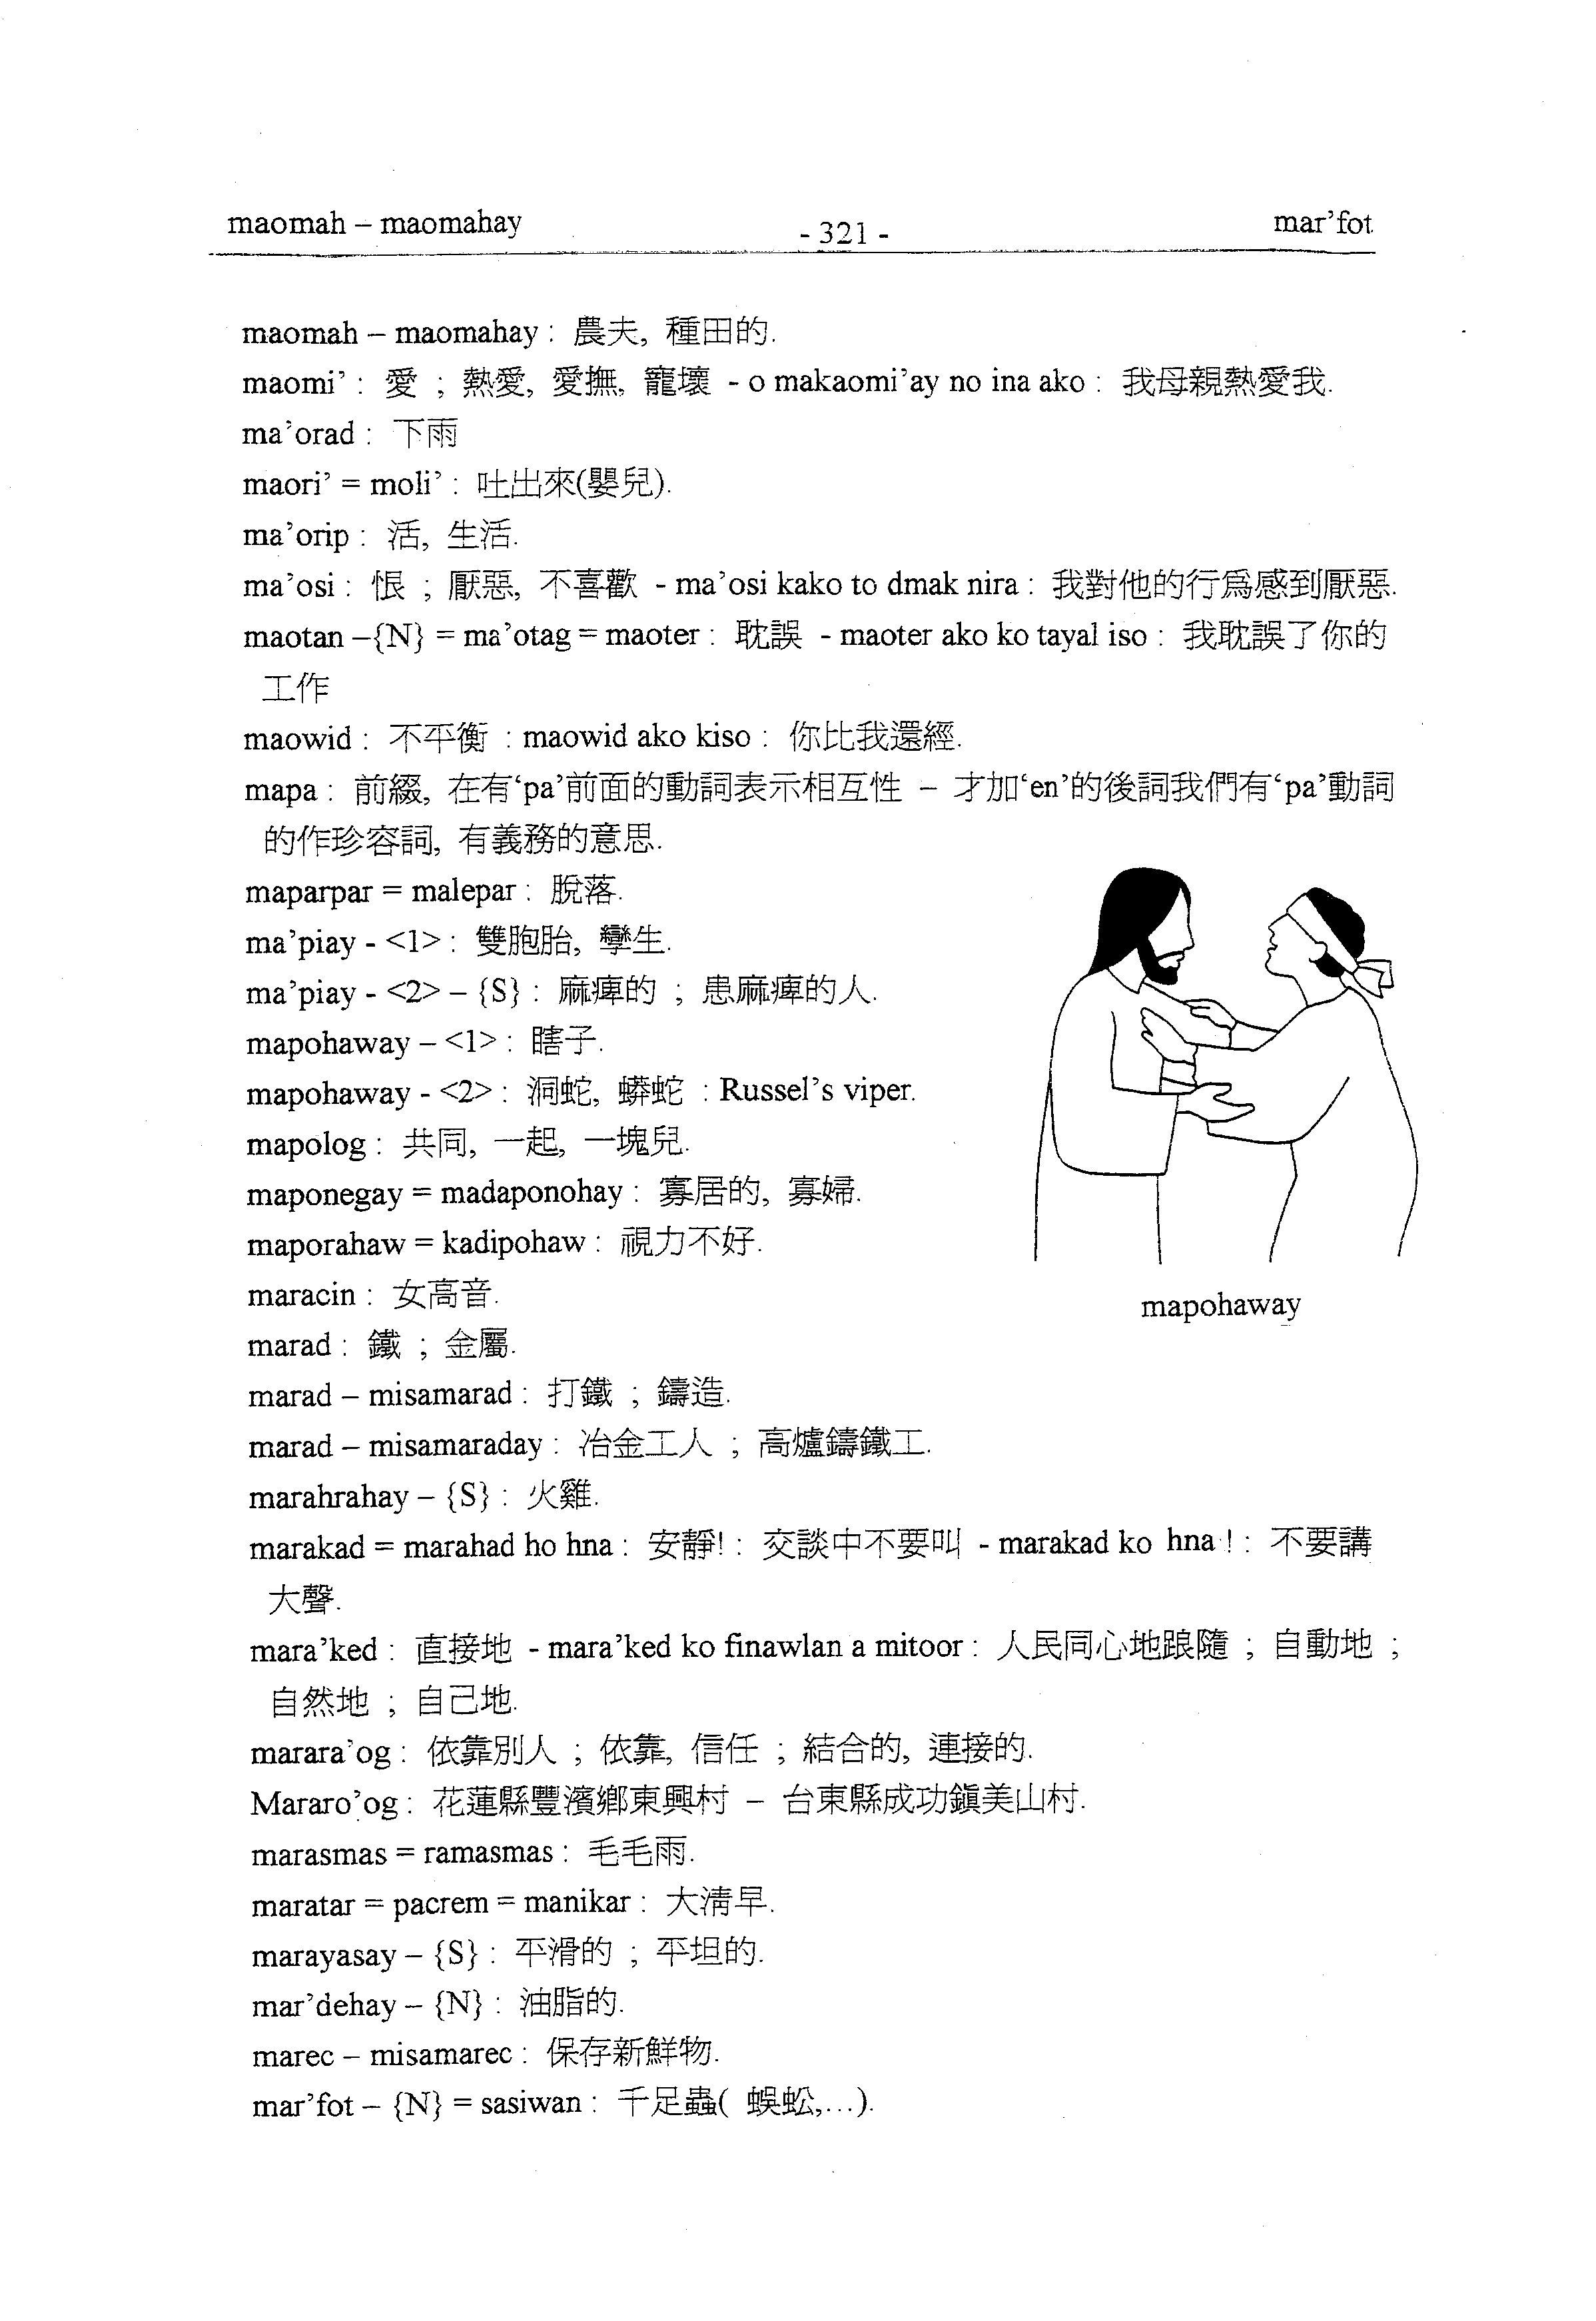 maomah – maomahay
- 321 -
mar’fot
maomah – maomahay : 農夫, 種田的.
maomi’ : 愛 ; 熱愛, 愛撫, 寵壞 - o makaomi’ay no ina ako : 我母親熱愛我.
ma’orad : 下雨
maori’ = moli’ : 吐出來(嬰兒).
ma’orip : 活, 生活.
ma’osi : 恨 ; 厭惡, 不喜歡 - ma’osi kako to dmak nira : 我對他的行為感到厭惡.
maotan –{N} = ma’otag = maoter : 耽誤 - maoter ako ko tayal iso : 我耽誤了你的
工作
maowid : 不平衡 : maowid ako kiso : 你比我還經.
mapa : 前綴, 在有‘pa’前面的動詞表示相互性 – 才加‘en’的後詞我們有‘pa’動詞
的作珍容詞, 有義務的意思.
maparpar = malepar : 脫落.
ma’piay - <1> : 雙胞胎, 孿生.
ma’piay - <2> – {S} : 麻痺的 ; 患麻痺的人.
mapohaway – <1> : 瞎子.
mapohaway - <2> : 洞蛇, 蟒蛇 : Russel’s viper.
mapolog : 共同, 一起, 一塊兒.
maponegay = madaponohay : 寡居的, 寡婦.
maporahaw = kadipohaw : 視力不好.
maracin : 女高音.
mapohaway
marad : 鐵 ; 金屬.
marad – misamarad : 打鐵 ; 鑄造.
marad – misamaraday : 冶金工人 ; 高爐鑄鐵工.
marahrahay – {S} : 火雞.
marakad = marahad ho hna : 安靜! : 交談中不要叫 - marakad ko hna ! : 不要講
大聲.
mara’ked : 直接地 - mara’ked ko finawlan a mitoor : 人民同心地踉隨 ; 自動地 ;
自然地 ; 自己地.
marara’og : 依靠別人 ; 依靠, 信任 ; 結合的, 連接的.
Mararo’og : 花蓮縣豐濱鄉東興村 – 台東縣成功鎮美山村.
marasmas = ramasmas : 毛毛雨.
maratar = pacrem = manikar : 大清早.
marayasay – {S} : 平滑的 ; 平坦的.
mar’dehay – {N} : 油脂的.
marec – misamarec : 保存新鮮物.
mar’fot – {N} = sasiwan : 千足蟲( 蜈蚣,...).